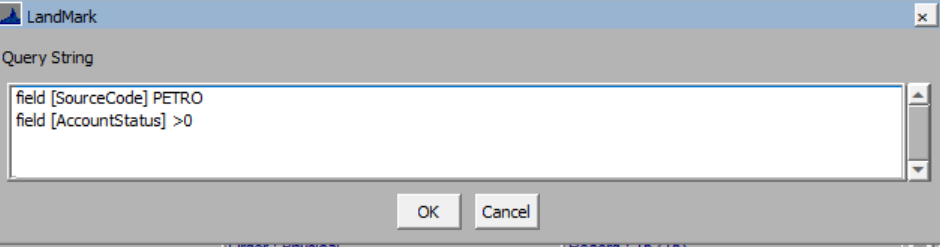 LandMark
Query String
field [SourceCode] PETRO
field [AccountStatus] >0
OK Cancel